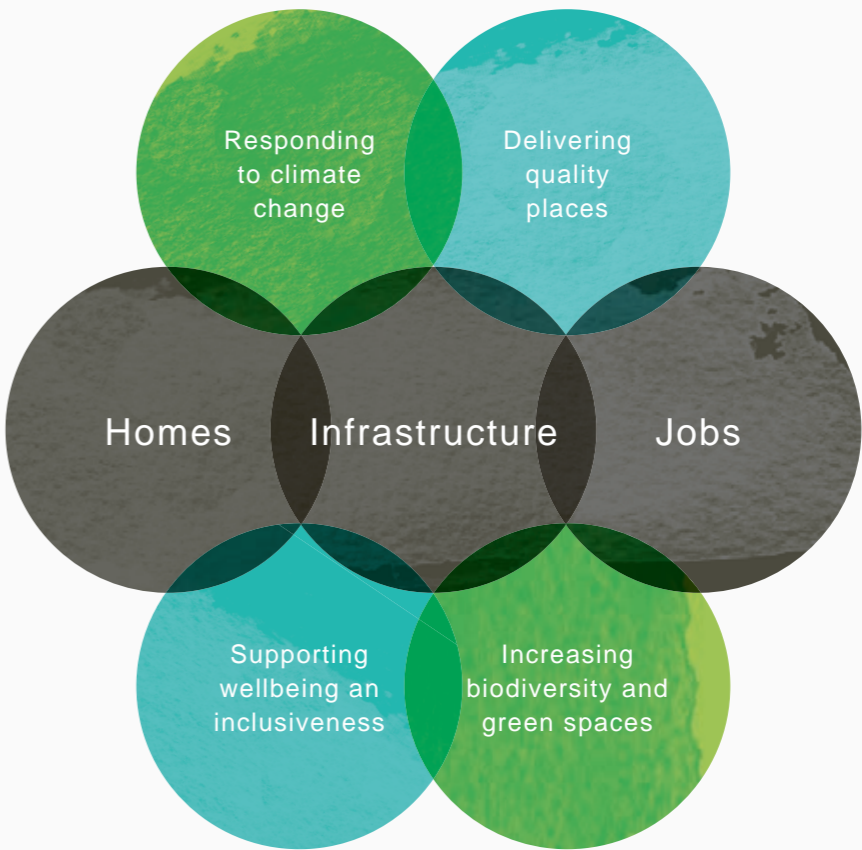 Responding
to climate
change
Delivering
quality
places
Homes
Infrastructure
Jobs
Supporting
wellbeing an
inclusiveness
Increasing
biodiversity and
green spaces